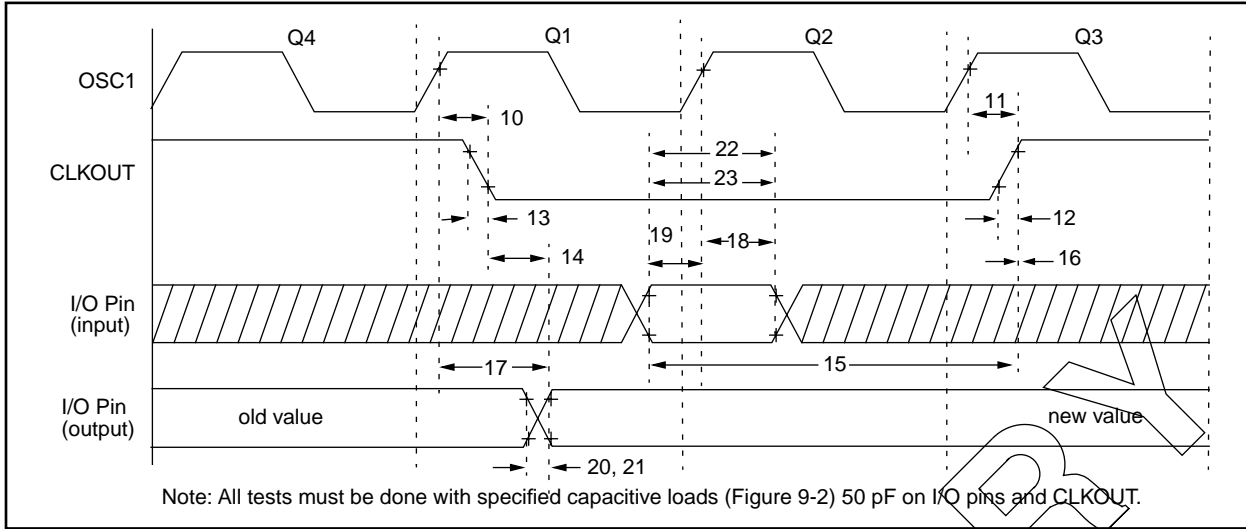 Q4 Q1 Q2 Q3
OSC1
10
11
CLKOUT
22
23
13
12
14
19
18
16
I/O Pin
(input)
17
15
I/O Pin
(output)
old value
new value
20, 21
Note: All tests must be done with specified capacitive loads (Figure 9-2) 50 pF on I/O pins and CLKOUT.
R
Y